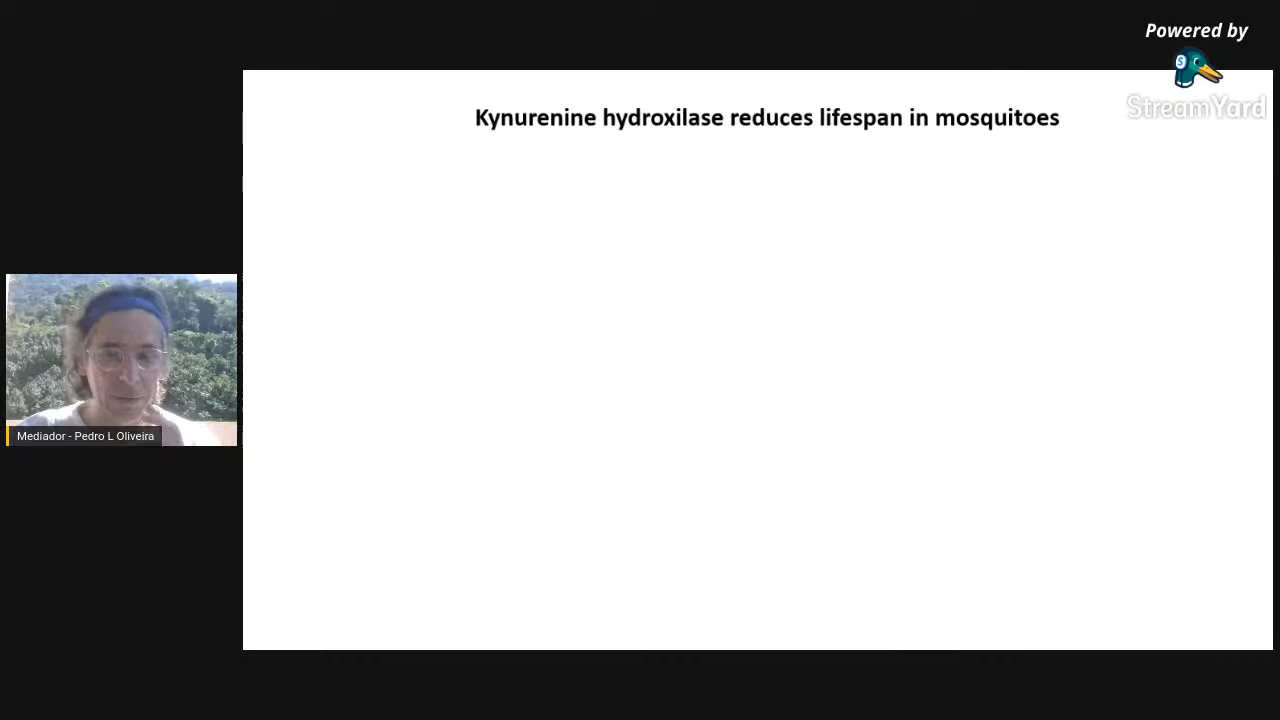 Powered by
S
StreamYard
Kynurenine hydroxilase reduces lifespan in mosquitoes
Mediador - Pedro L Oliveira